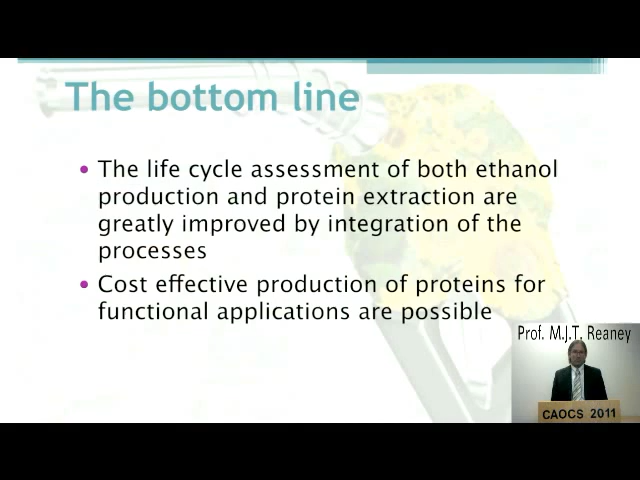 The bottom line
• The life cycle assessment of both ethanol
production and protein extraction are
greatly improved by integration of the
processes
• Cost effective production of proteins for
functional applications are possible
Prof. M.J.T. Reaney
CAOCS 2011